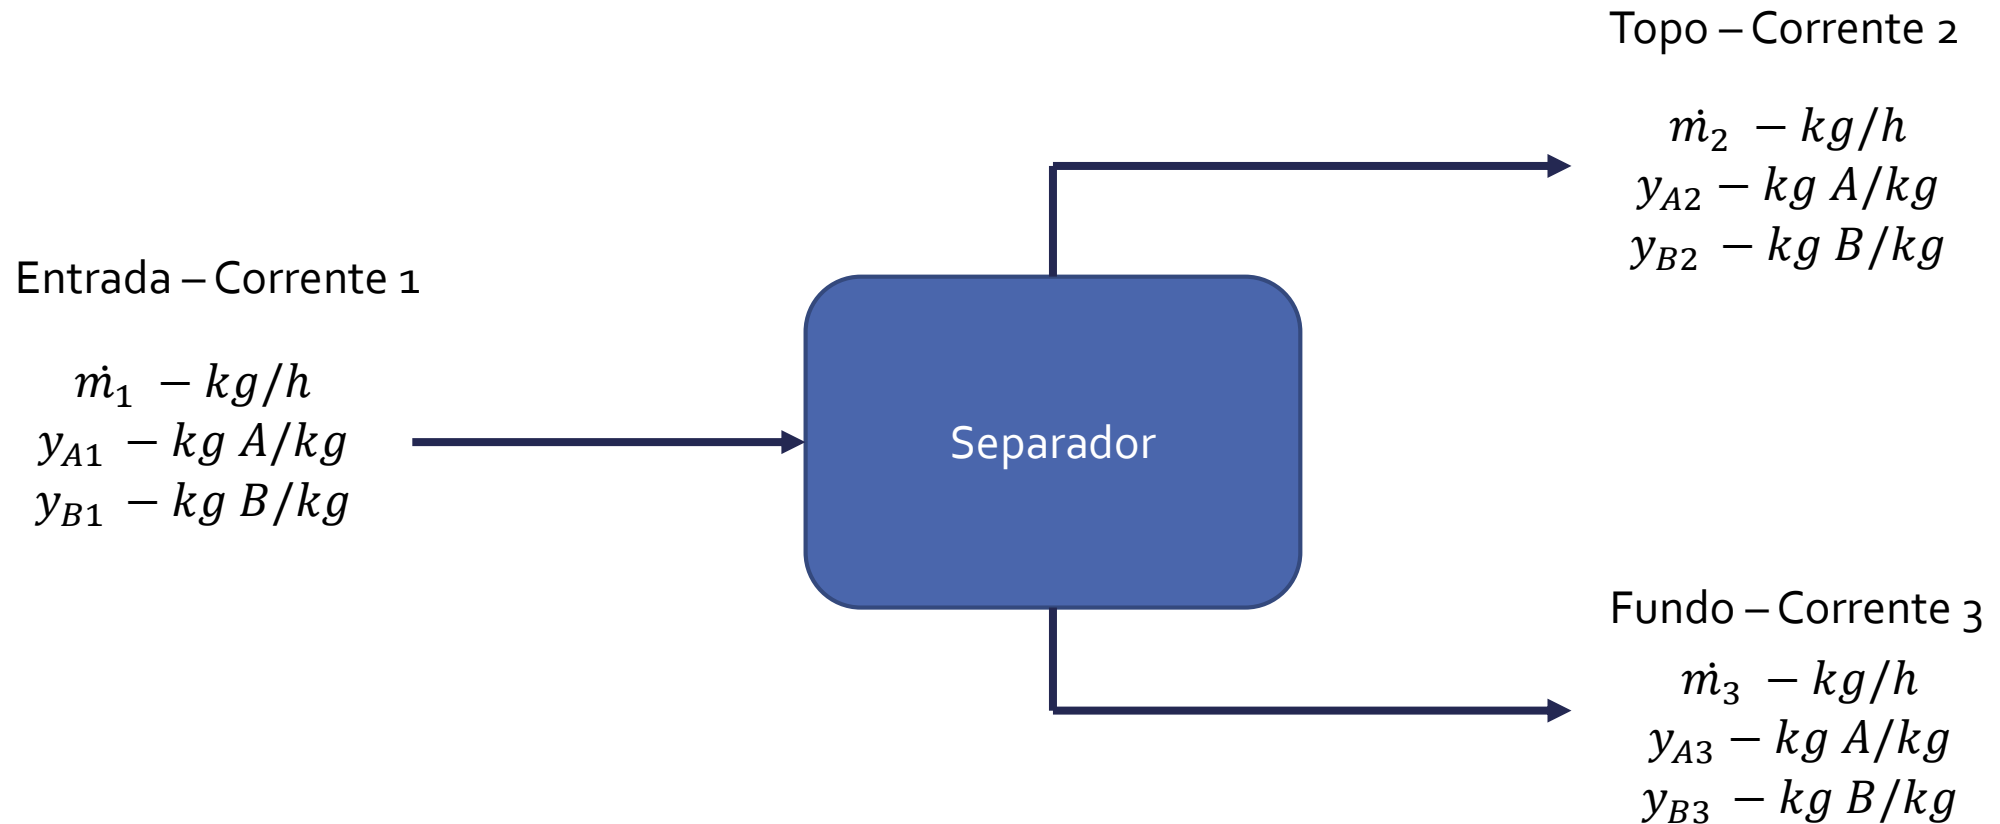 Entrada – Corrente 1
ṁ₁ – kg/h
y_A1 – kg A/kg
y_B1 – kg B/kg
Separador
Topo – Corrente 2
ṁ₂ – kg/h
y_A2 – kg A/kg
y_B2 – kg B/kg
Fundo – Corrente 3
ṁ₃ – kg/h
y_A3 – kg A/kg
y_B3 – kg B/kg